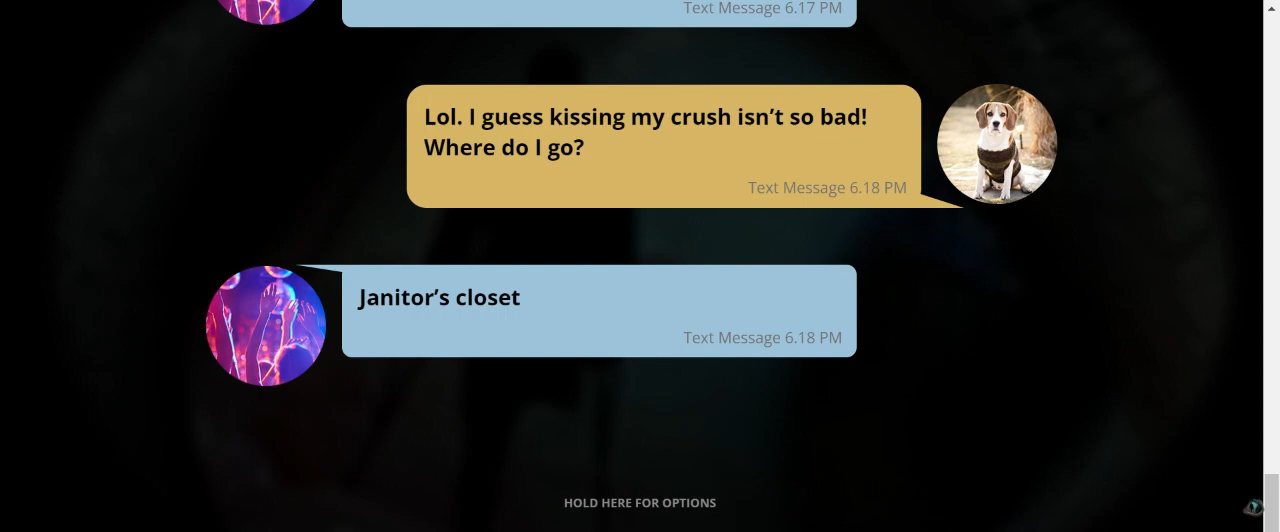 Text Message 6.17 PM
Lol. I guess kissing my crush isn’t so bad!
Where do I go?
Text Message 6.18 PM
Janitor’s closet
Text Message 6.18 PM
HOLD HERE FOR OPTIONS